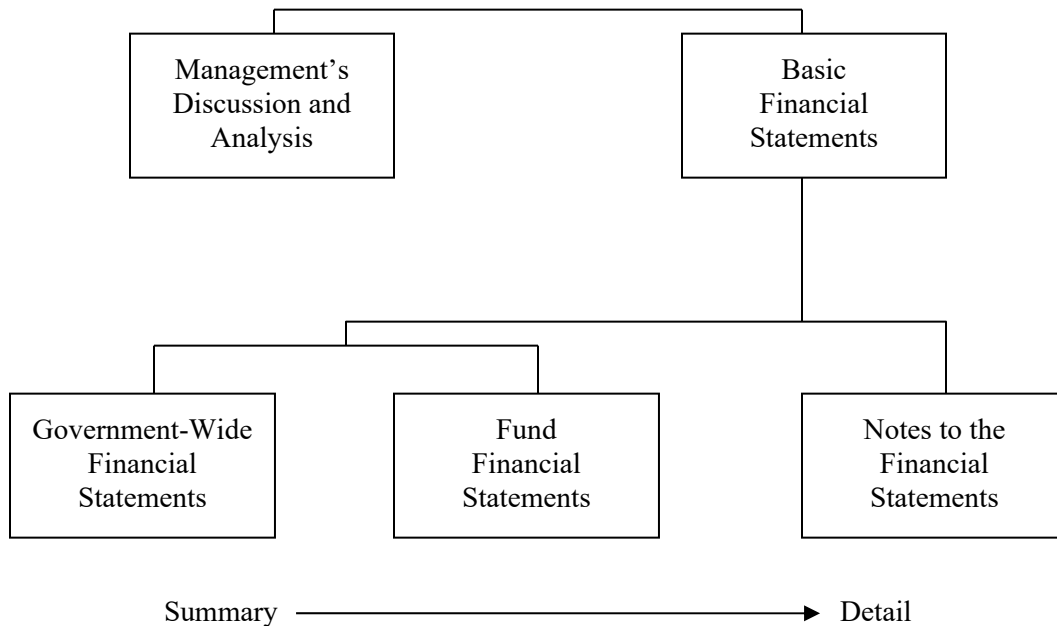 Management’s
Discussion and
Analysis
Basic
Financial
Statements
Government-Wide
Financial
Statements
Fund
Financial
Statements
Notes to the
Financial
Statements
Summary
Detail